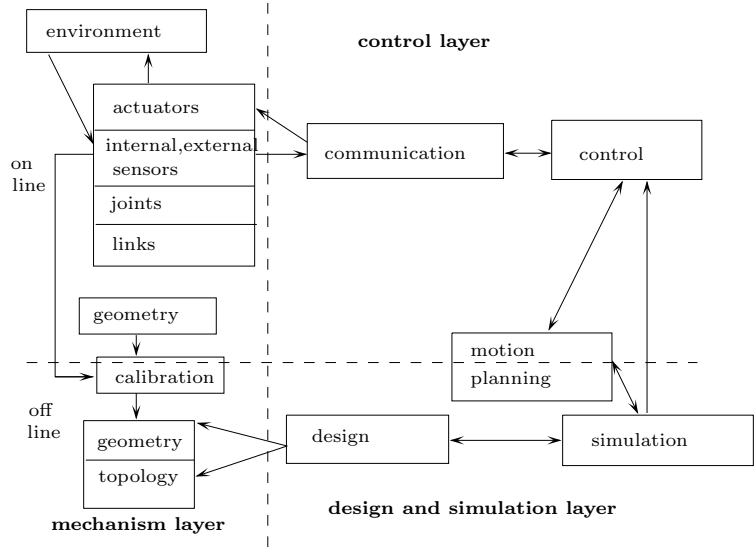 environment
control layer
actuators
internal,external
sensors
communication
control
on
line
joints
links
geometry
motion
planning
calibration
off
line
geometry
design
simulation
topology
design and simulation layer
mechanism layer